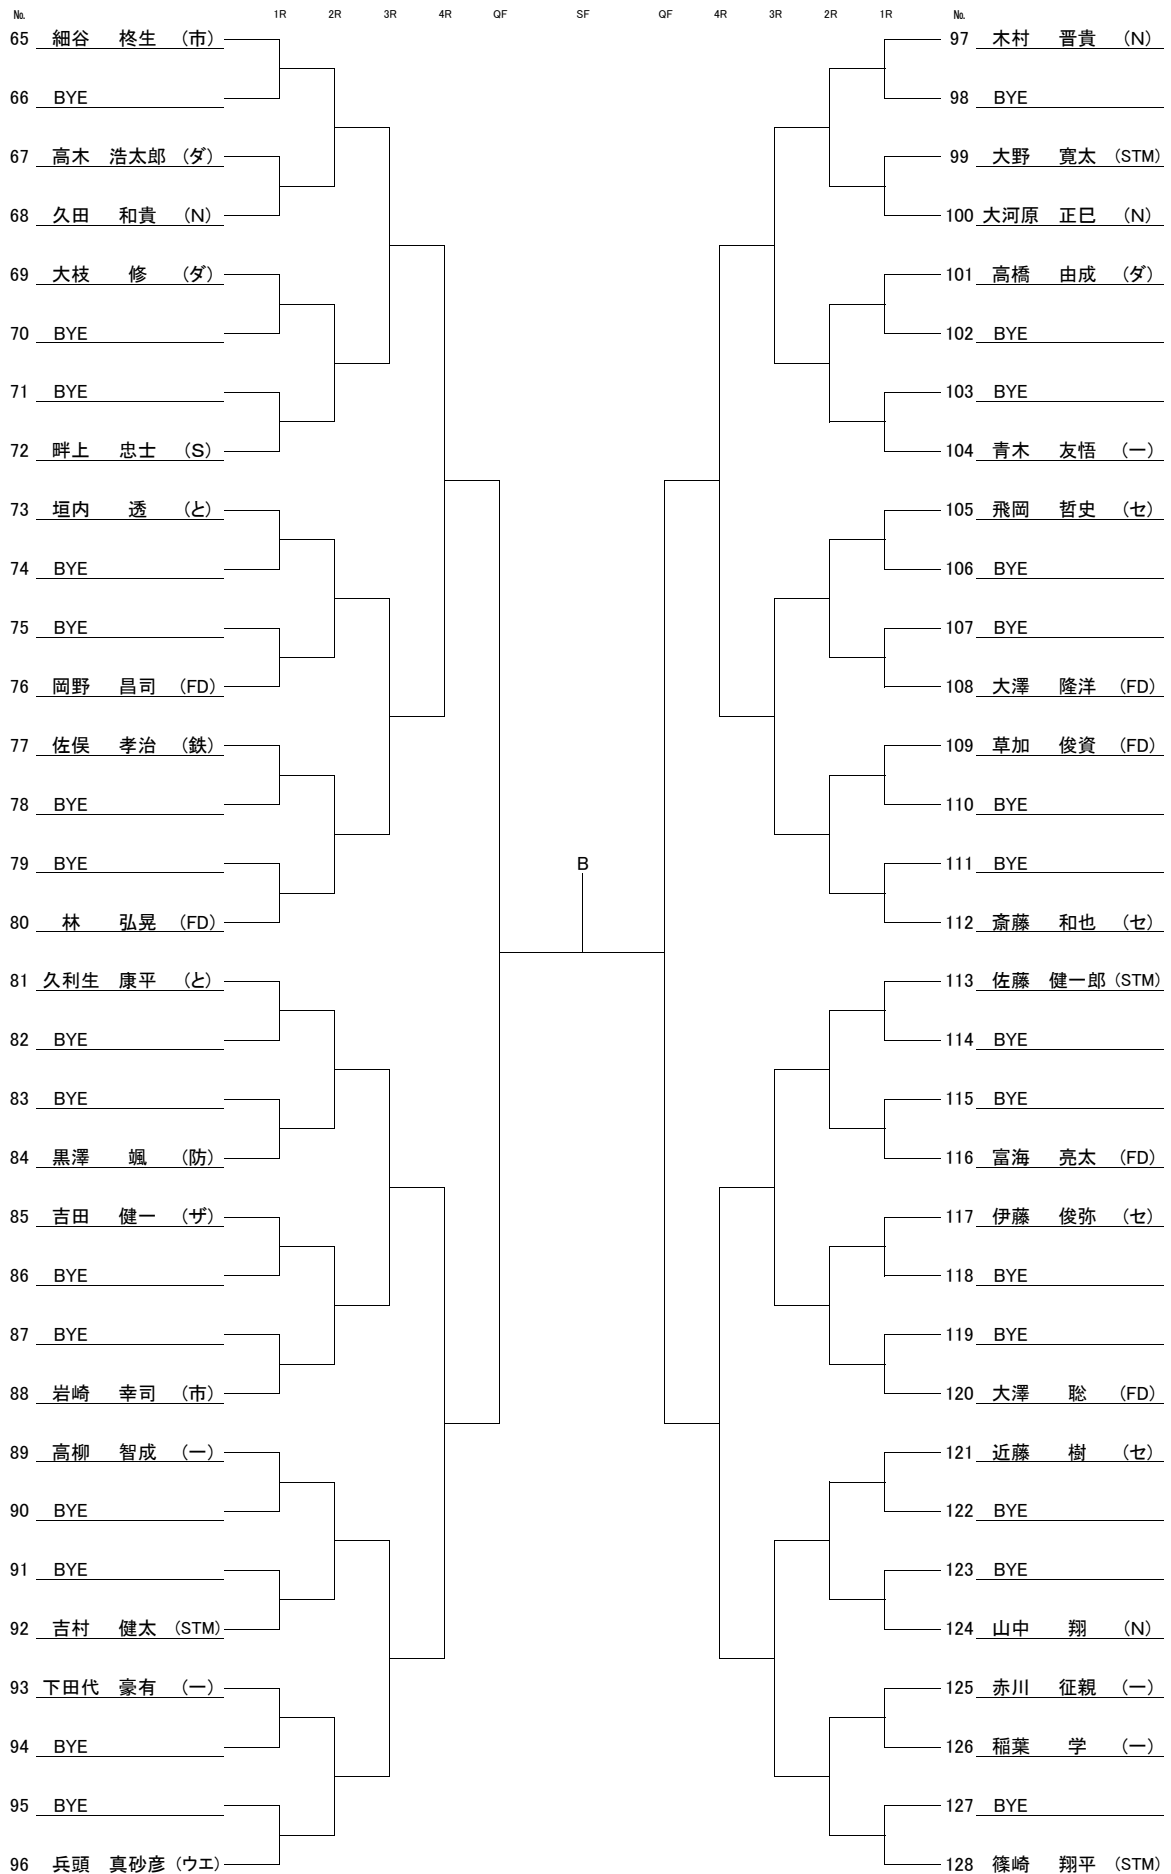 № 1R 2R 3R 4R QF SF QF 4R 3R 2R 1R №
65 細谷 柊生 (市)
66 BYE
67 高木 浩太郎 (ダ)
68 久田 和貴 (N)
69 大枝 修 (ダ)
70 BYE
71 BYE
72 畔上 忠士 (S)
73 垣内 透 (と)
74 BYE
75 BYE
76 岡野 昌司 (FD)
77 佐俣 孝治 (鉄)
78 BYE
79 BYE
80 林 弘晃 (FD)
81 久利生 康平 (と)
82 BYE
83 BYE
84 黒澤 颯 (防)
85 吉田 健一 (ザ)
86 BYE
87 BYE
88 岩崎 幸司 (市)
89 高柳 智成 (一)
90 BYE
91 BYE
92 吉村 健太 (STM)
93 下田代 豪有 (一)
94 BYE
95 BYE
96 兵頭 真砂彦 (ウエ)
B
97 木村 晋貴 (N)
98 BYE
99 大野 寛太 (STM)
100 大河原 正巳 (N)
101 高橋 由成 (ダ)
102 BYE
103 BYE
104 青木 友悟 (一)
105 飛岡 哲史 (セ)
106 BYE
107 BYE
108 大澤 隆洋 (FD)
109 草加 俊資 (FD)
110 BYE
111 BYE
112 斎藤 和也 (セ)
113 佐藤 健一郎 (STM)
114 BYE
115 BYE
116 富海 亮太 (FD)
117 伊藤 俊弥 (セ)
118 BYE
119 BYE
120 大澤 聡 (FD)
121 近藤 樹 (セ)
122 BYE
123 BYE
124 山中 翔 (N)
125 赤川 征親 (一)
126 稲葉 学 (一)
127 BYE
128 篠崎 翔平 (STM)